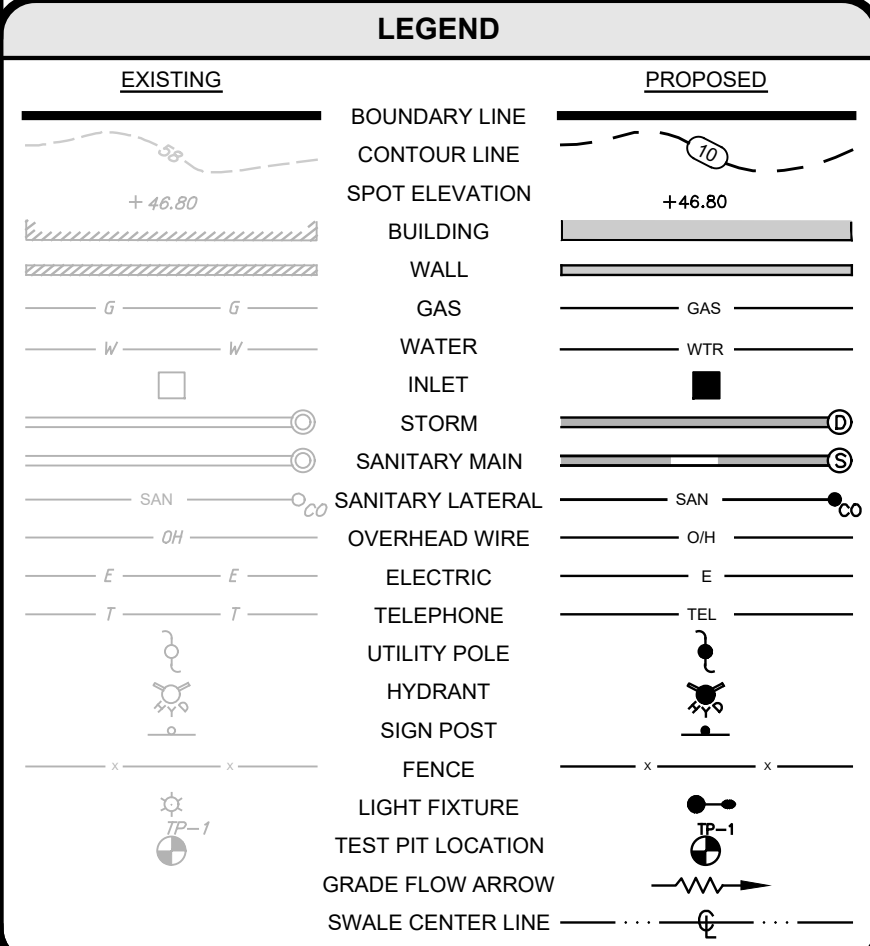 LEGEND
EXISTING PROPOSED
BOUNDARY LINE
58 CONTOUR LINE 10
+ 46.80 SPOT ELEVATION +46.80
BUILDING
WALL
G G GAS GAS
W W WATER WTR
INLET
STORM D
SANITARY MAIN S
SAN CO SANITARY LATERAL SAN CO
OH OVERHEAD WIRE O/H
E E ELECTRIC E
T T TELEPHONE TEL
UTILITY POLE
HYD HYDRANT HYD
SIGN POST
x x FENCE x x
LIGHT FIXTURE
TP-1 TEST PIT LOCATION TP-1
GRADE FLOW ARROW
SWALE CENTER LINE ℄